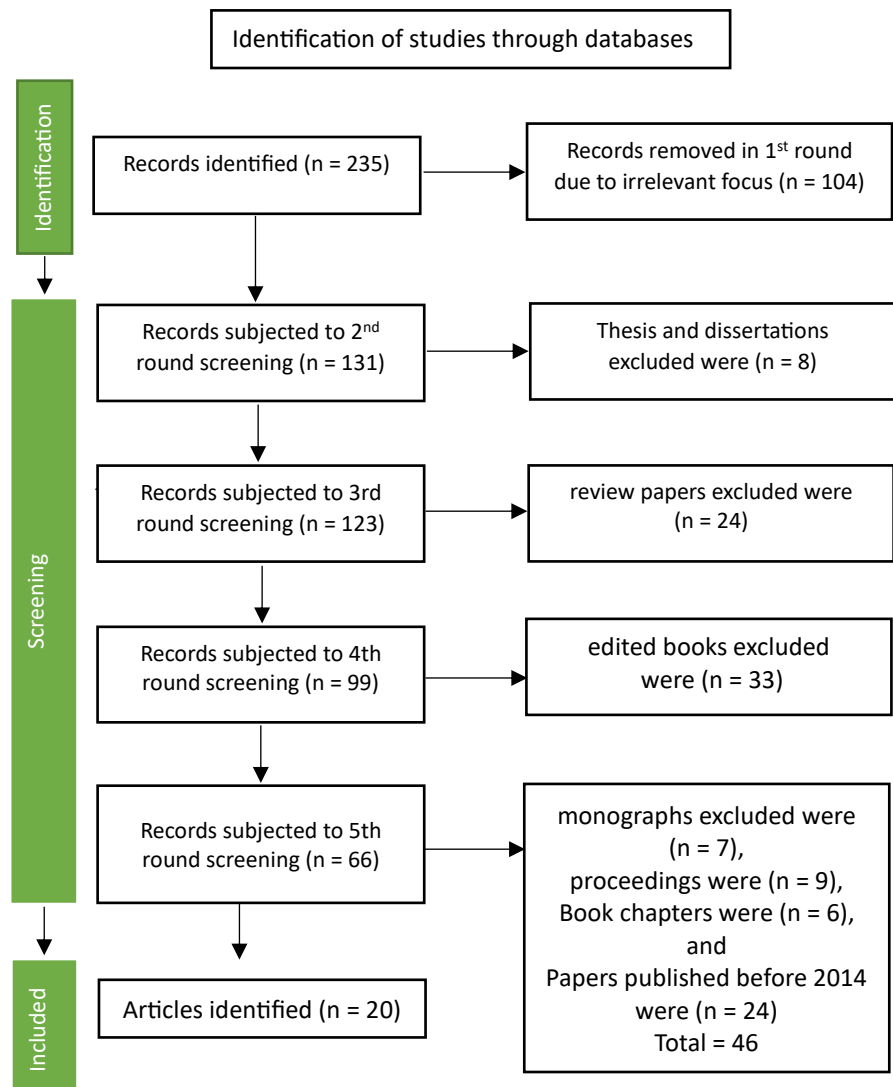 Identification of studies through databases
Identification
Records identified (n = 235)
Records removed in 1st round
due to irrelevant focus (n = 104)
Screening
Records subjected to 2nd
round screening (n = 131)
Thesis and dissertations
excluded were (n = 8)
Records subjected to 3rd
round screening (n = 123)
review papers excluded were
(n = 24)
Records subjected to 4th
round screening (n = 99)
edited books excluded
were (n = 33)
Records subjected to 5th
round screening (n = 66)
monographs excluded were
(n = 7),
proceedings were (n = 9),
Book chapters were (n = 6),
and
Papers published before 2014
were (n = 24)
Total = 46
Included
Articles identified (n = 20)